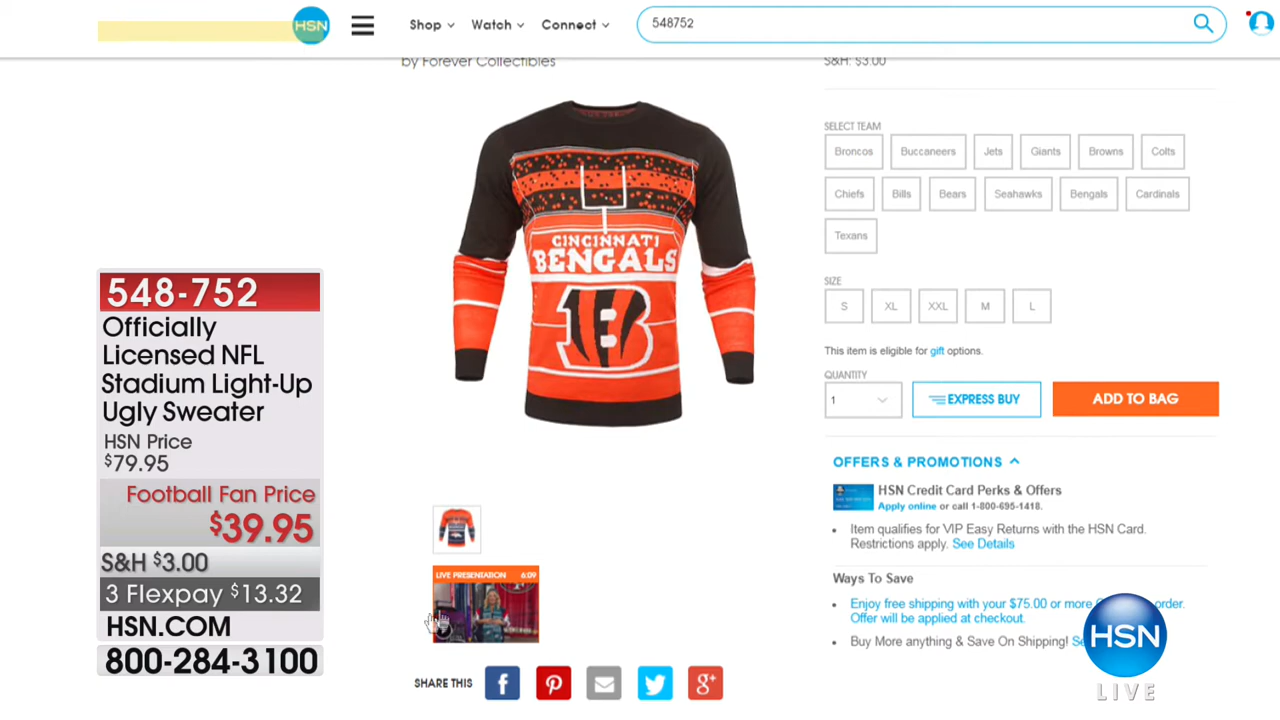 HSN
Shop
Watch
Connect
548752
by Forever Collectibles
S&H: $3.00
CINCINNATI
BENGALS
SELECT TEAM
Broncos
Buccaneers
Jets
Giants
Browns
Colts
Chiefs
Bills
Bears
Seahawks
Bengals
Cardinals
Texans
SIZE
S
XL
XXL
M
L
This item is eligible for gift options.
QUANTITY
1
EXPRESS BUY
ADD TO BAG
OFFERS & PROMOTIONS
HSN Credit Card Perks & Offers
Apply online or call 1-800-695-1418.
Item qualifies for VIP Easy Returns with the HSN Card.
Restrictions apply. See Details
Ways To Save
Enjoy free shipping with your $75.00 or more order.
Offer will be applied at checkout.
Buy More anything & Save On Shipping!
548-752
Officially
Licensed NFL
Stadium Light-Up
Ugly Sweater
HSN Price
$79.95
Football Fan Price
$39.95
S&H $3.00
3 Flexpay $13.32
HSN.COM
800-284-3100
LIVE PRESENTATION 6:09
SHARE THIS
HSN
LIVE